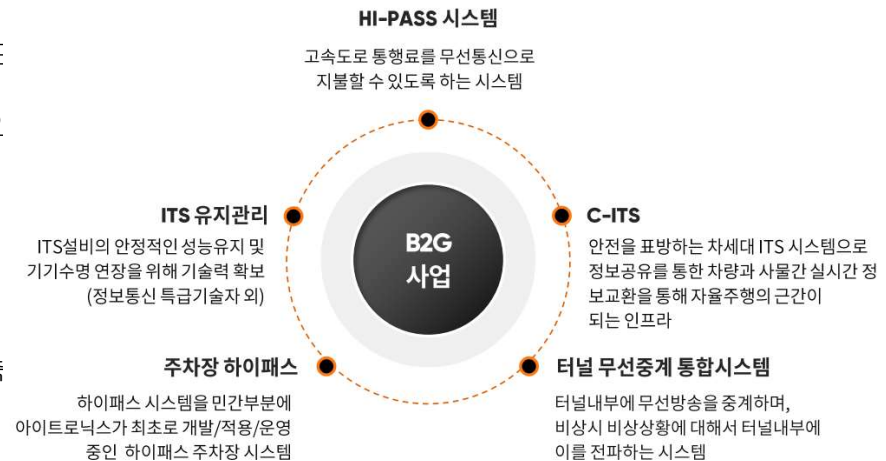 HI-PASS 시스템
고속도로 통행료를 무선통신으로
지불할 수 있도록 하는 시스템
ITS 유지관리
ITS설비의 안정적인 성능유지 및
기기수명 연장을 위해 기술력 확보
(정보통신 특급기술자 외)
B2G
사업
C-ITS
안전을 표방하는 차세대 ITS 시스템으로
정보공유를 통한 차량과 사물간 실시간 정
보교환을 통해 자율주행의 근간이
되는 인프라
주차장 하이패스
하이패스 시스템을 민간부분에
아이트로닉스가 최초로 개발/적용/운영
중인 하이패스 주차장 시스템
터널 무선중계 통합시스템
터널내부에 무선방송을 중계하며,
비상시 비상상황에 대해서 터널내부에
이를 전파하는 시스템